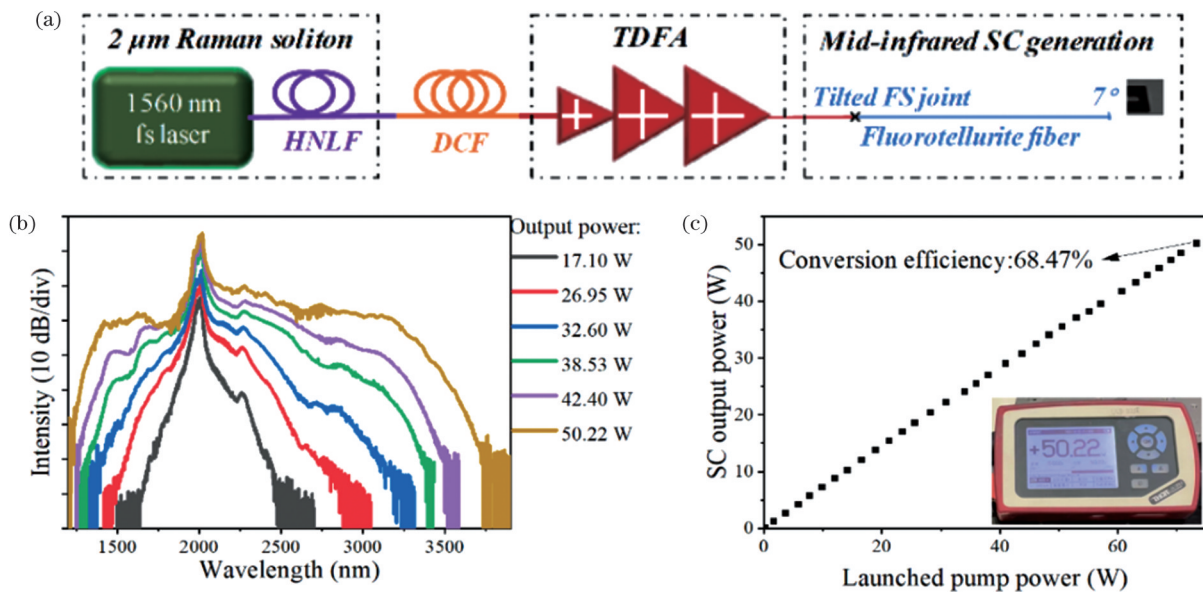 (a)
2 μm Raman soliton
TDFA
Mid-infrared SC generation
1560 nm
fs laser
HNLF
DCF
Tilted FS joint
7°
Fluorotellurite fiber
(b)
Intensity (10 dB/div)
1500
2000
2500
3000
3500
Wavelength (nm)
Output power:
17.10 W
26.95 W
32.60 W
38.53 W
42.40 W
50.22 W
(c)
SC output power (W)
50
40
30
20
10
0
Conversion efficiency:68.47%
+50.22
THORLABS
0
20
40
60
Launched pump power (W)